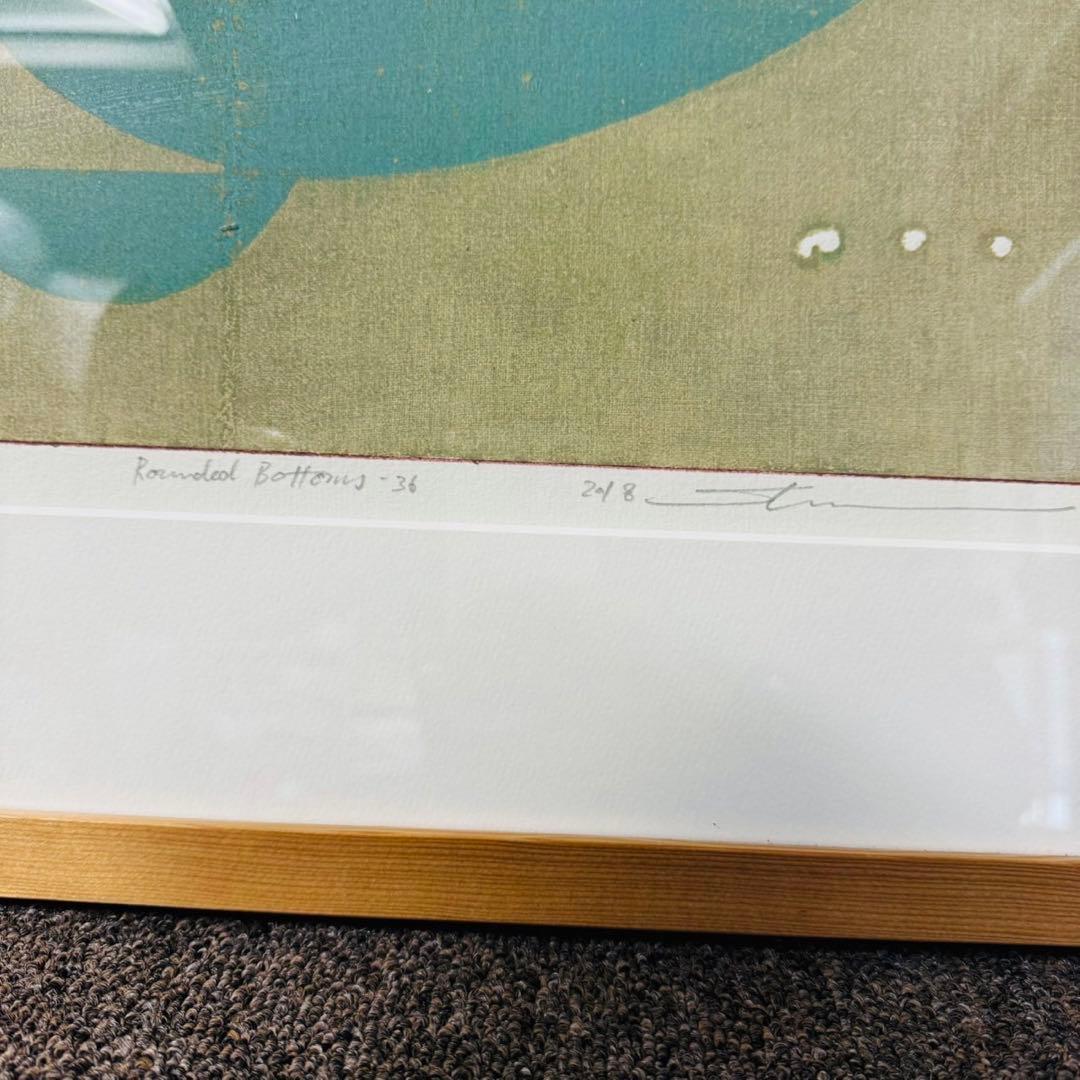 Rounded Bottoms - 36 2018